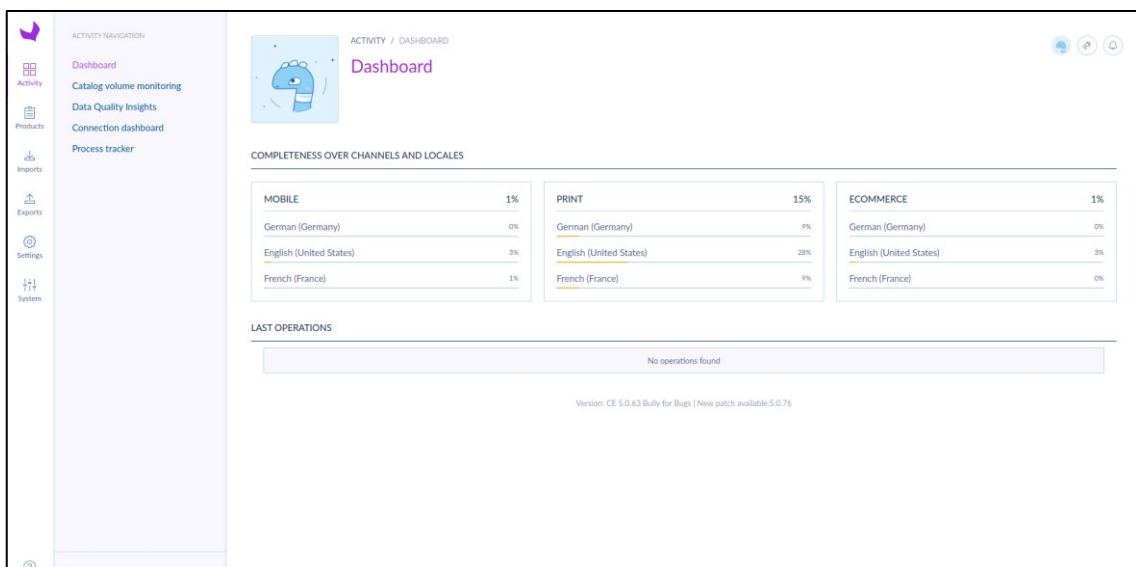 ACTIVITY NAVIGATION
Dashboard
Catalog volume monitoring
Data Quality Insights
Connection dashboard
Process tracker
Activity
Products
Imports
Exports
Settings
System
ACTIVITY / DASHBOARD
Dashboard
COMPLETENESS OVER CHANNELS AND LOCALES
MOBILE 1%
German (Germany) 0%
English (United States) 3%
French (France) 1%
PRINT 15%
German (Germany) 9%
English (United States) 28%
French (France) 9%
ECOMMERCE 1%
German (Germany) 0%
English (United States) 3%
French (France) 0%
LAST OPERATIONS
No operations found
Version: CE 5.0.63 Bully for Bugs | New patch available:5.0.76